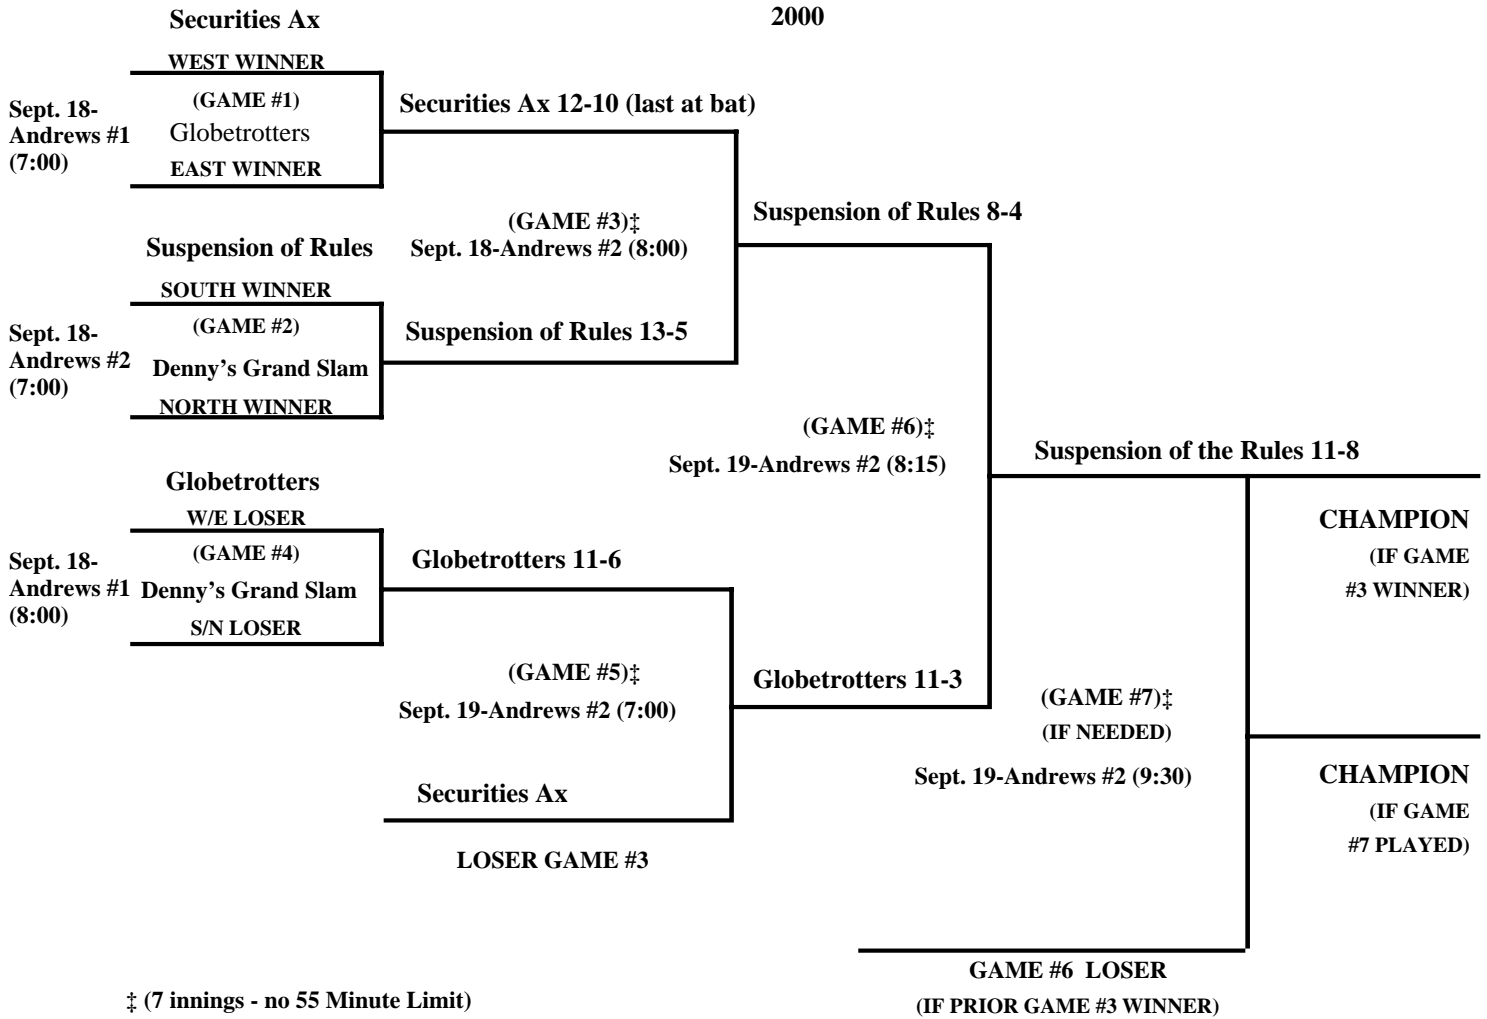 2000
Securities Ax
WEST WINNER
Sept. 18-
Andrews #1
(7:00)
(GAME #1)
Globetrotters
EAST WINNER
Securities Ax 12-10 (last at bat)
(GAME #3)‡
Sept. 18-Andrews #2 (8:00)
Suspension of Rules 8-4
Suspension of Rules
SOUTH WINNER
Sept. 18-
Andrews #2
(7:00)
(GAME #2)
Denny’s Grand Slam
NORTH WINNER
Suspension of Rules 13-5
(GAME #6)‡
Sept. 19-Andrews #2 (8:15)
Suspension of the Rules 11-8
CHAMPION
(IF GAME
#3 WINNER)
Globetrotters
W/E LOSER
Sept. 18-
Andrews #1
(8:00)
(GAME #4)
Denny’s Grand Slam
S/N LOSER
Globetrotters 11-6
(GAME #5)‡
Sept. 19-Andrews #2 (7:00)
Globetrotters 11-3
Securities Ax
LOSER GAME #3
(GAME #7)‡
(IF NEEDED)
Sept. 19-Andrews #2 (9:30)
CHAMPION
(IF GAME
#7 PLAYED)
GAME #6 LOSER
(IF PRIOR GAME #3 WINNER)
‡ (7 innings - no 55 Minute Limit)